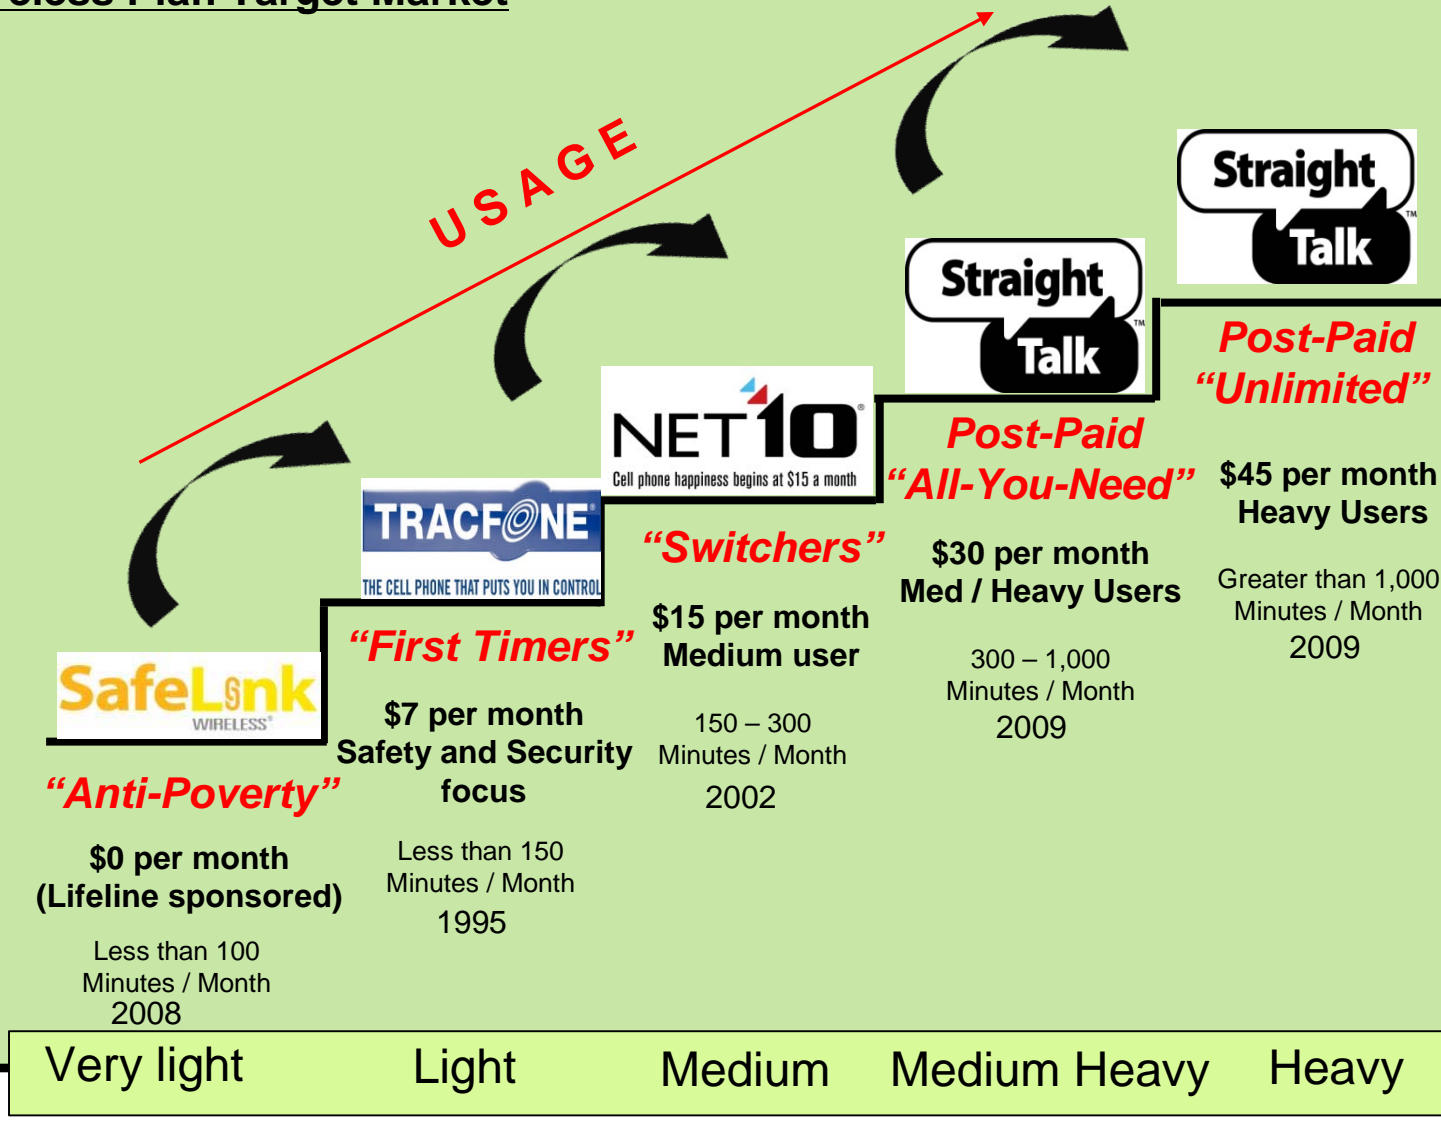 Plan Target Market
USAGE
SafeLink
WIRELESS®
“Anti-Poverty”
$0 per month
(Lifeline sponsored)
Less than 100
Minutes / Month
2008
TRACFONE®
THE CELL PHONE THAT PUTS YOU IN CONTROL
“First Timers”
$7 per month
Safety and Security
focus
Less than 150
Minutes / Month
1995
NET10®
Cell phone happiness begins at $15 a month
“Switchers”
$15 per month
Medium user
150 – 300
Minutes / Month
2002
Straight
Talk™
Post-Paid
“All-You-Need”
$30 per month
Med / Heavy Users
300 – 1,000
Minutes / Month
2009
Straight
Talk™
Post-Paid
“Unlimited”
$45 per month
Heavy Users
Greater than 1,000
Minutes / Month
2009
Very light
Light
Medium
Medium Heavy
Heavy